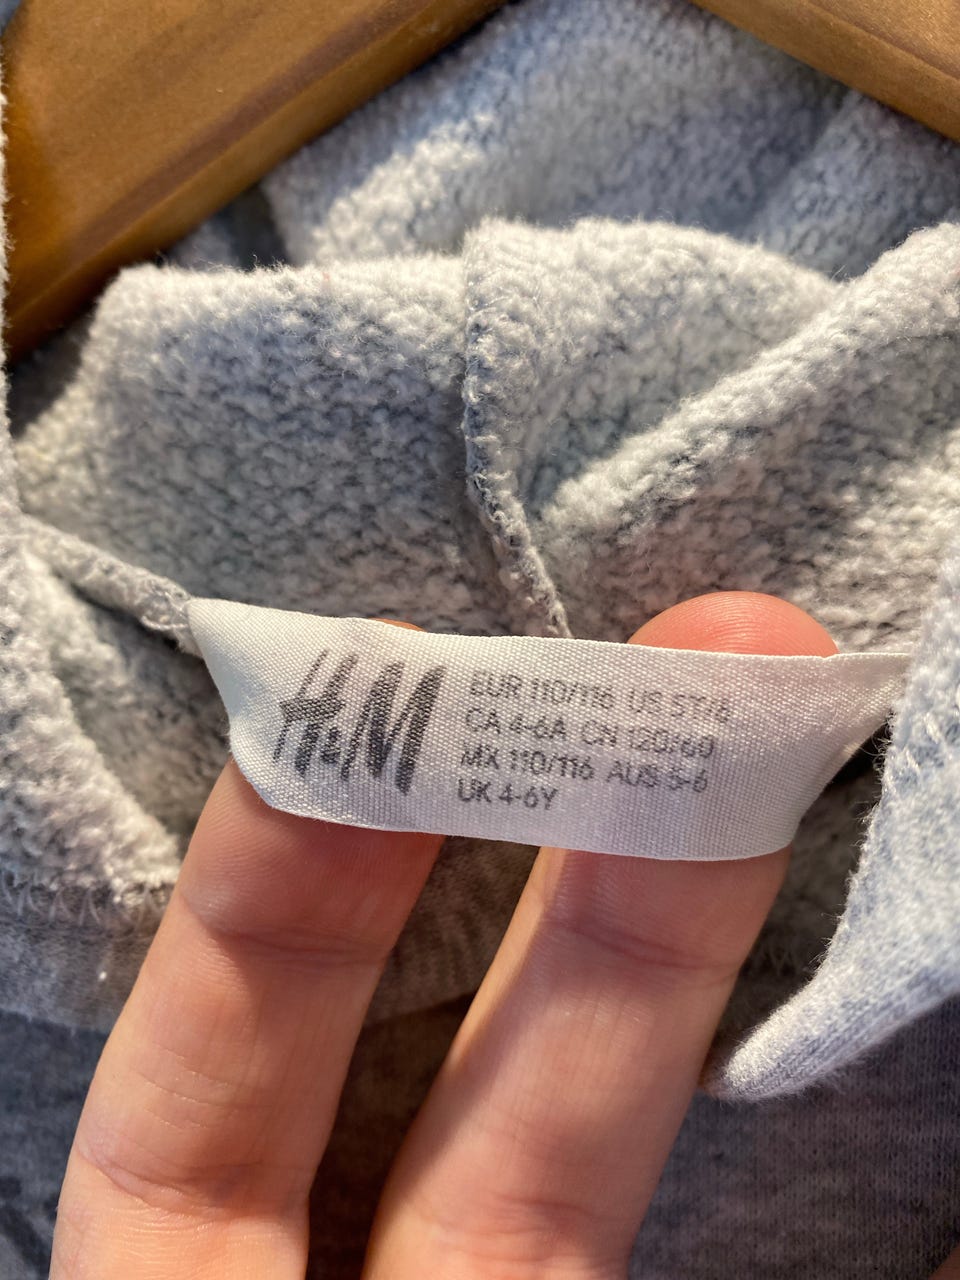 H&M
EUR 110/116 US 5T/6
CA 4-6A CN 120/60
MX 110/116 AUS 5-6
UK 4-6Y